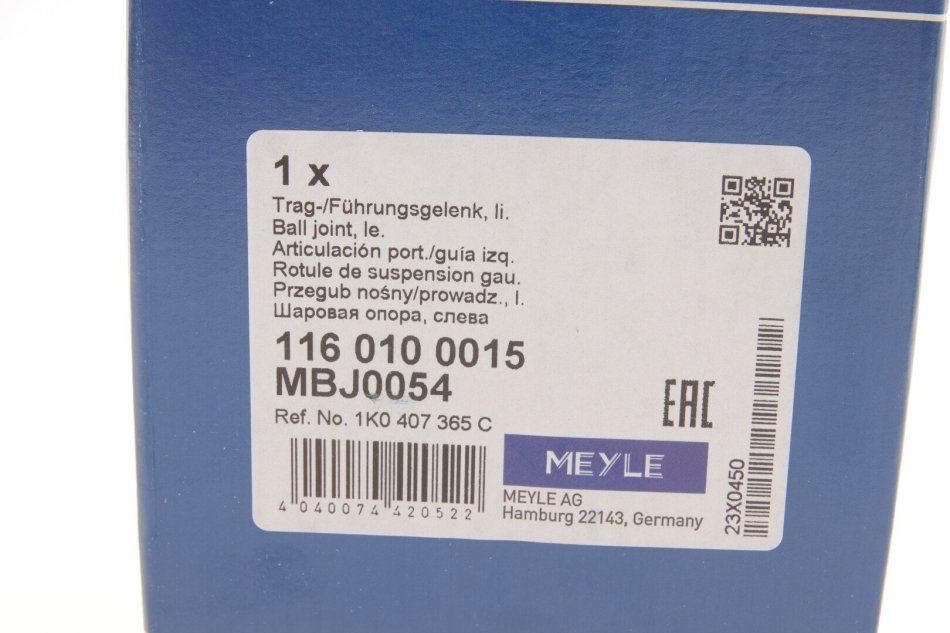 1 x
Trag-/Führungsgelenk, li.
Ball joint, le.
Articulación port./guía izq.
Rotule de suspension gau.
Przegub nośny/prowadz., l.
Шаровая опора, слева
116 010 0015
MBJ0054
Ref. No. 1K0 407 365 C
EAC
4 040074 420522
MEYLE
MEYLE AG
Hamburg 22143, Germany
23X0450